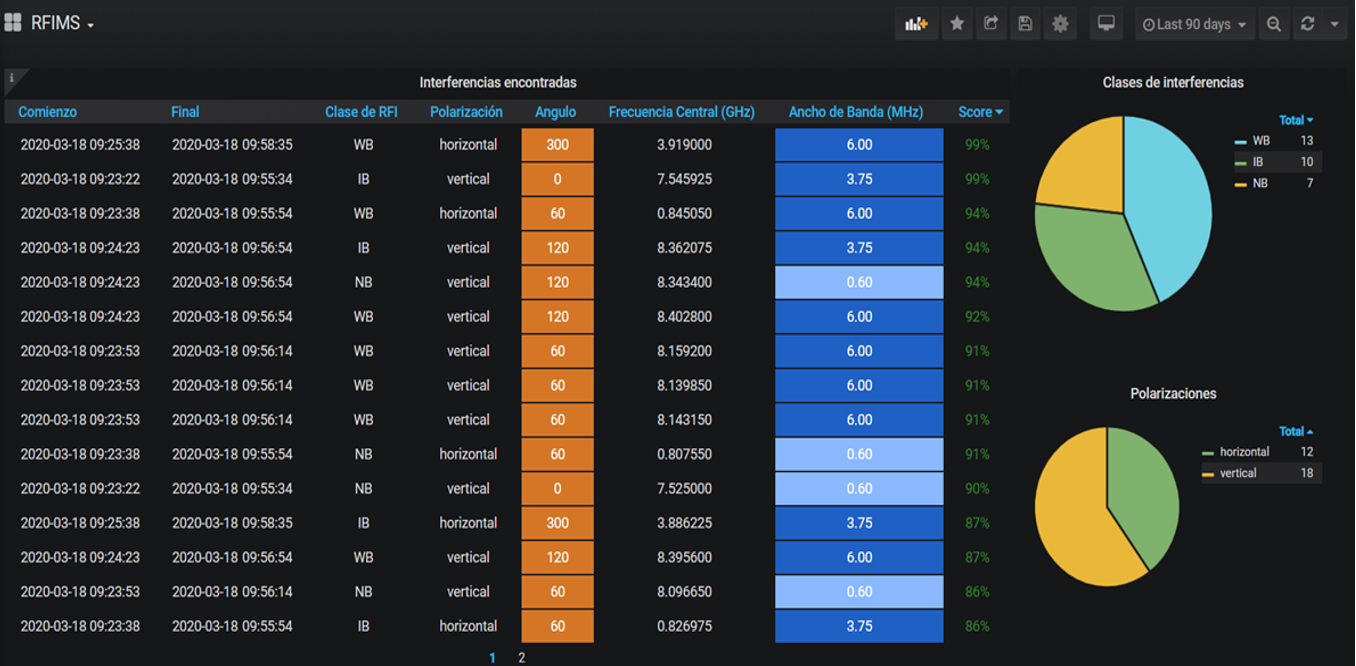 RFIMS
Last 90 days
i
Interferencias encontradas
Comienzo Final Clase de RFI Polarización Angulo Frecuencia Central (GHz) Ancho de Banda (MHz) Score
2020-03-18 09:25:38 2020-03-18 09:58:35 WB horizontal 300 3.919000 6.00 99%
2020-03-18 09:23:22 2020-03-18 09:55:34 IB vertical 0 7.545925 3.75 99%
2020-03-18 09:23:38 2020-03-18 09:55:54 WB horizontal 60 0.845050 6.00 94%
2020-03-18 09:24:23 2020-03-18 09:56:54 IB vertical 120 8.362075 3.75 94%
2020-03-18 09:24:23 2020-03-18 09:56:54 NB vertical 120 8.343400 0.60 94%
2020-03-18 09:24:23 2020-03-18 09:56:54 WB vertical 120 8.402800 6.00 92%
2020-03-18 09:23:53 2020-03-18 09:56:14 WB vertical 60 8.159200 6.00 91%
2020-03-18 09:23:53 2020-03-18 09:56:14 WB vertical 60 8.139850 6.00 91%
2020-03-18 09:23:53 2020-03-18 09:56:14 WB vertical 60 8.143150 6.00 91%
2020-03-18 09:23:38 2020-03-18 09:55:54 NB horizontal 60 0.807550 0.60 91%
2020-03-18 09:23:22 2020-03-18 09:55:34 NB vertical 0 7.525000 0.60 90%
2020-03-18 09:25:38 2020-03-18 09:58:35 IB horizontal 300 3.886225 3.75 87%
2020-03-18 09:24:23 2020-03-18 09:56:54 WB vertical 120 8.395600 6.00 87%
2020-03-18 09:23:53 2020-03-18 09:56:14 NB vertical 60 8.096650 0.60 86%
2020-03-18 09:23:38 2020-03-18 09:55:54 IB horizontal 60 0.826975 3.75 86%
1 2
Clases de interferencias
Total
WB 13
IB 10
NB 7
Polarizaciones
Total
horizontal 12
vertical 18